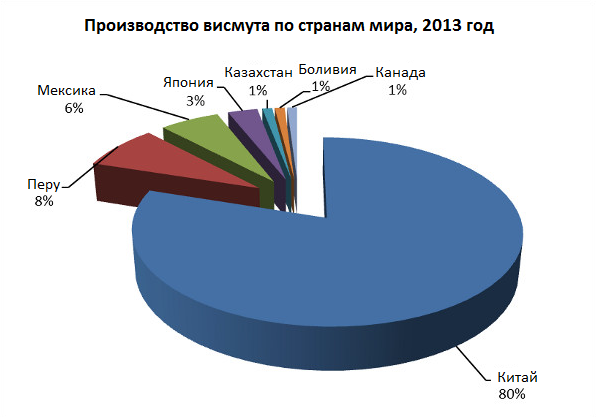 Производство висмута по странам мира, 2013 год
Казахстан
1%
Боливия
1%
Канада
1%
Япония
3%
Мексика
6%
Перу
8%
Китай
80%